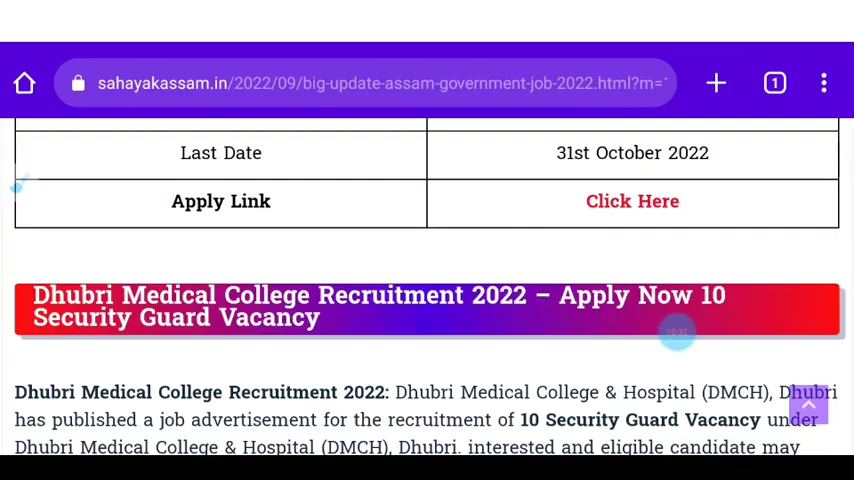 sahayakassam.in/2022/09/big-update-assam-government-job-2022.html?m=
1
Last Date 31st October 2022
Apply Link Click Here
Dhubri Medical College Recruitment 2022 – Apply Now 10
Security Guard Vacancy
10:32
Dhubri Medical College Recruitment 2022: Dhubri Medical College & Hospital (DMCH), Dhubri
has published a job advertisement for the recruitment of 10 Security Guard Vacancy under
Dhubri Medical College & Hospital (DMCH), Dhubri. interested and eligible candidate may